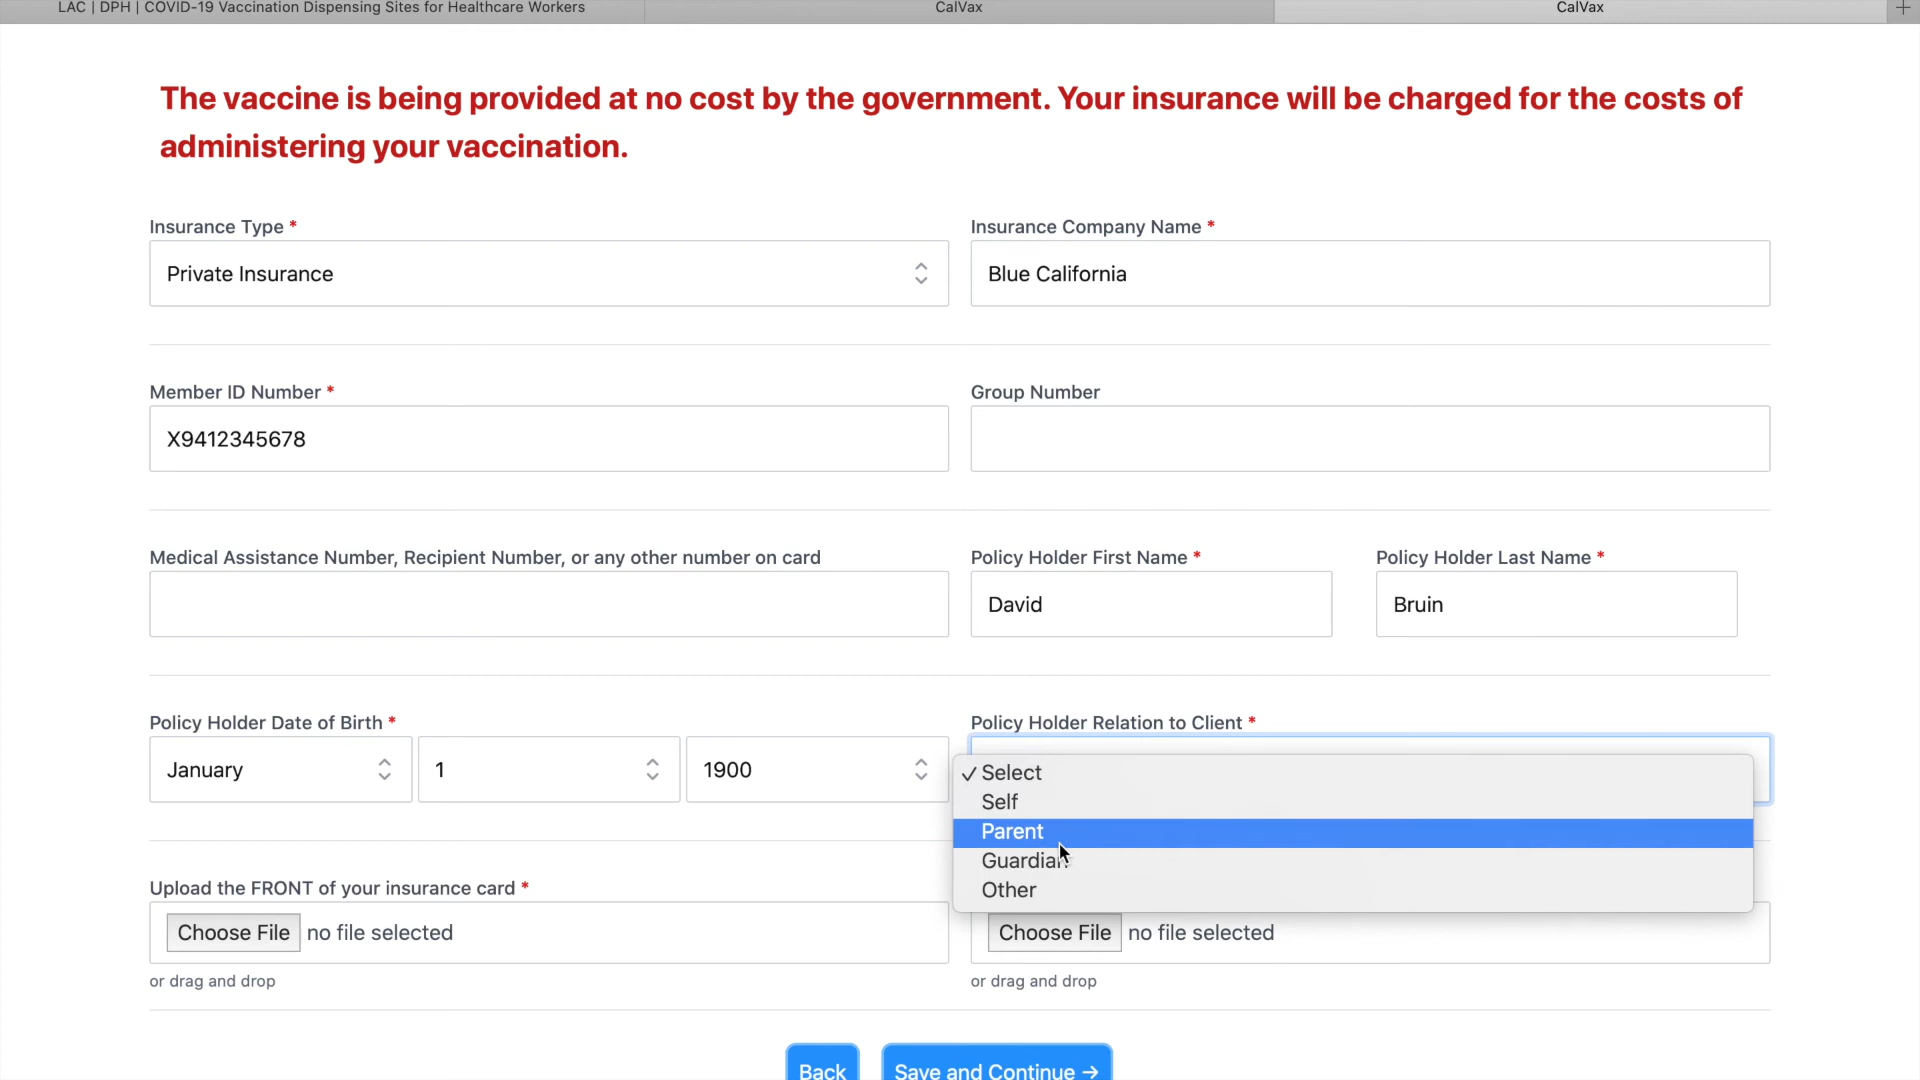 LAC | DPH | COVID-19 Vaccination Dispensing Sites for Healthcare Workers
CalVax
CalVax
The vaccine is being provided at no cost by the government. Your insurance will be charged for the costs of
administering your vaccination.
Insurance Type *
Insurance Company Name *
Private Insurance
Blue California
Member ID Number *
Group Number
X9412345678
Medical Assistance Number, Recipient Number, or any other number on card
Policy Holder First Name *
Policy Holder Last Name *
David
Bruin
Policy Holder Date of Birth *
Policy Holder Relation to Client *
January
1
1900
✓ Select
Self
Parent
Guardian
Other
Upload the FRONT of your insurance card *
Choose File no file selected
Choose File no file selected
or drag and drop
or drag and drop
Back
Save and Continue →